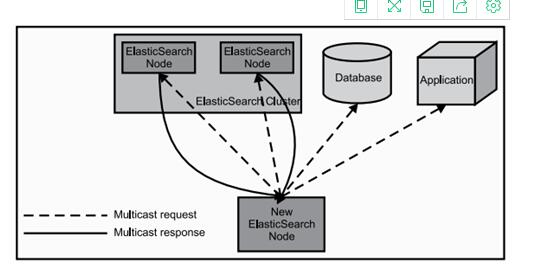 ElasticSearch
Node
ElasticSearch
Node
Database
Application
ElasticSearch Cluster
New
ElasticSearch
Node
Multicast request
Multicast response